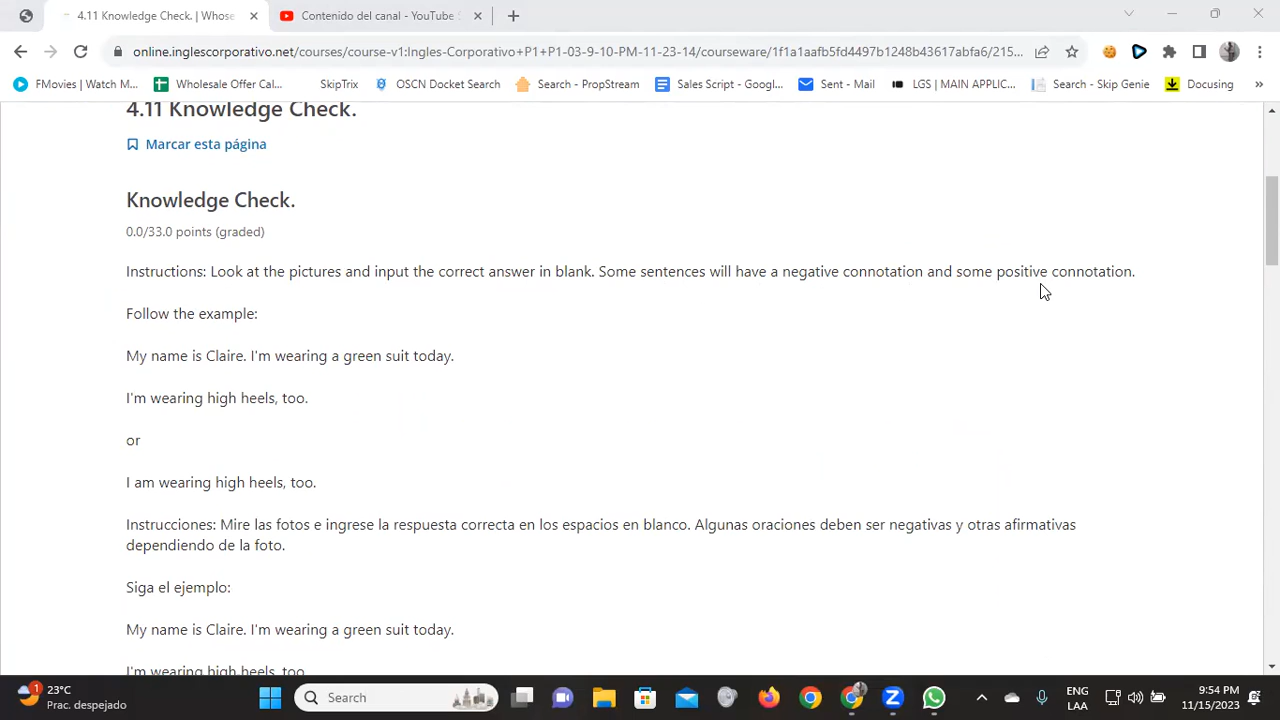 4.11 Knowledge Check. | Whose
Contenido del canal - YouTube
online.inglescorporativo.net/courses/course-v1:Ingles-Corporativo+P1+P1-03-9-10-PM-11-23-14/courseware/1f1a1aafb5fd4497b1248b43617abfa6/215...
FMovies | Watch M...
Wholesale Offer Cal...
SkipTrix
OSCN Docket Search
Search - PropStream
Sales Script - Googl...
Sent - Mail
LGS | MAIN APPLIC...
Search - Skip Genie
Docusing
»
4.11 Knowledge Check.
Marcar esta página
Knowledge Check.
0.0/33.0 points (graded)
Instructions: Look at the pictures and input the correct answer in blank. Some sentences will have a negative connotation and some positive connotation.
Follow the example:
My name is Claire. I'm wearing a green suit today.
I'm wearing high heels, too.
or
I am wearing high heels, too.
Instrucciones: Mire las fotos e ingrese la respuesta correcta en los espacios en blanco. Algunas oraciones deben ser negativas y otras afirmativas
dependiendo de la foto.
Siga el ejemplo:
My name is Claire. I'm wearing a green suit today.
I'm wearing high heels, too.
1
23°C
Prac. despejado
Search
ENG
LAA
9:54 PM
11/15/2023